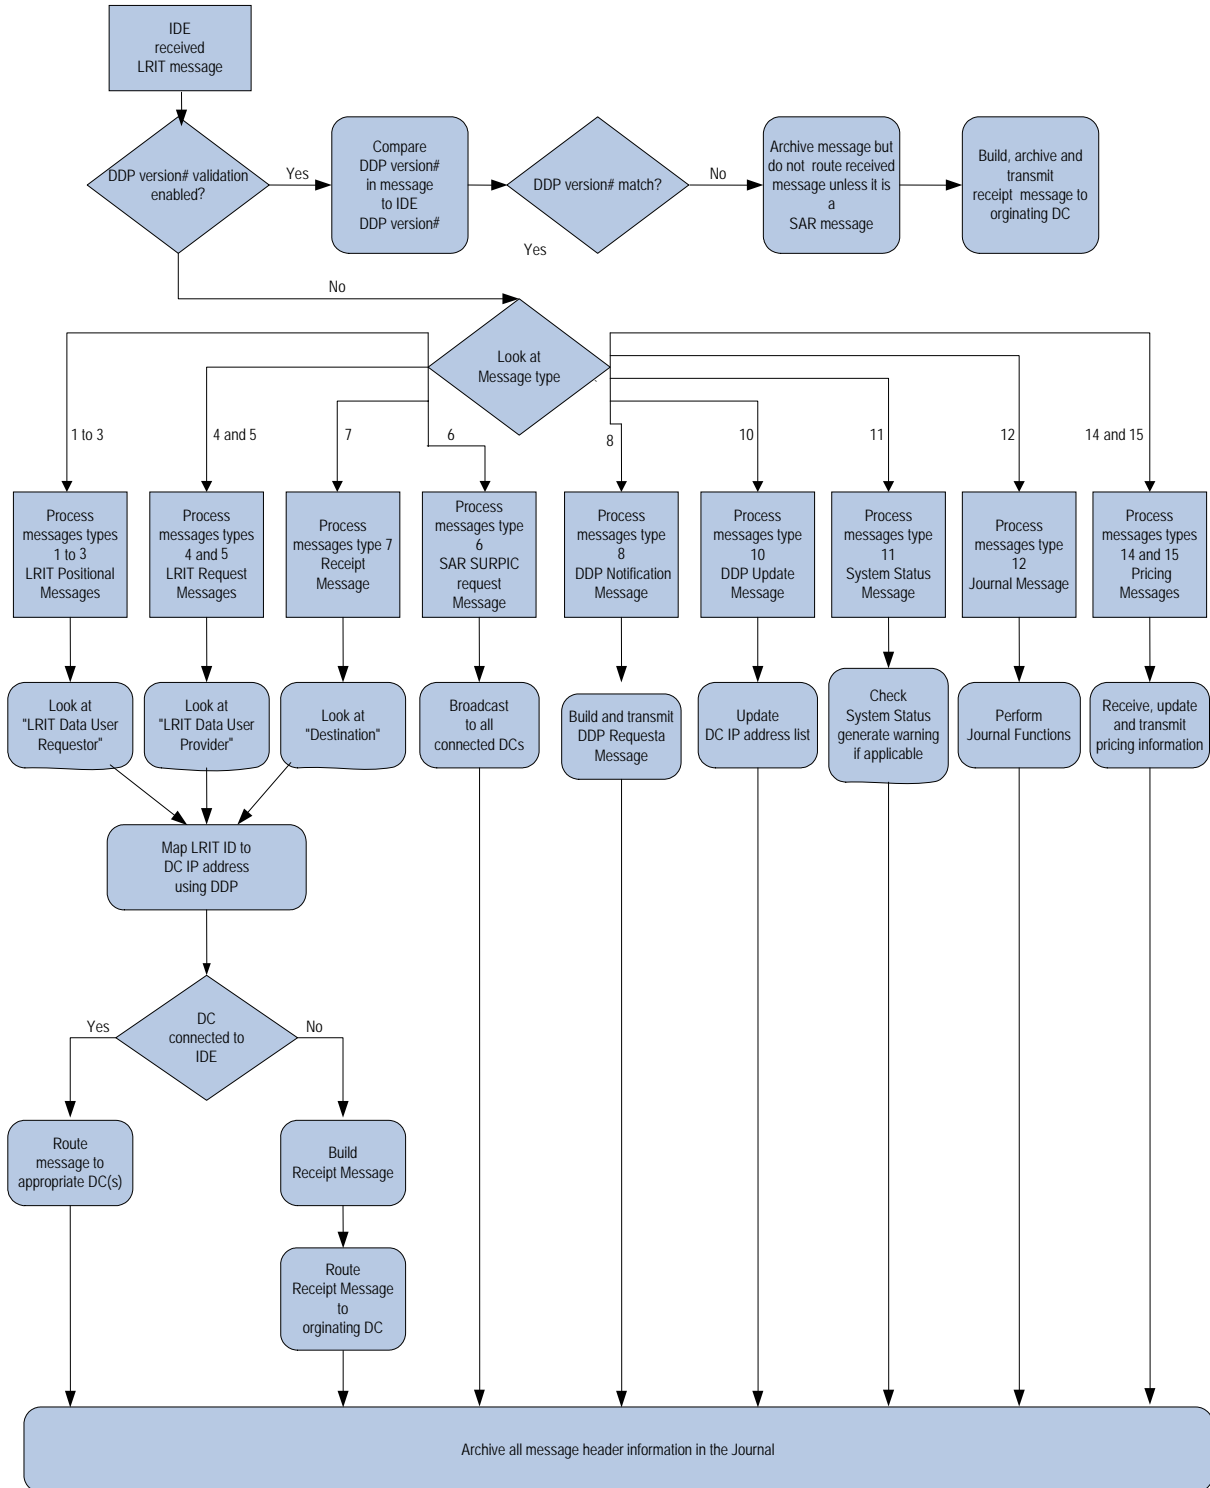 IDE
received
LRIT message
DDP version# validation
enabled?
Yes
Compare
DDP version#
in message
to IDE
DDP version#
DDP version# match?
No
Archive message but
do not route received
message unless it is
a
SAR message
Build, archive and
transmit
receipt message to
orginating DC
Yes
No
Look at
Message type
1 to 3
4 and 5
7
6
8
10
11
12
14 and 15
Process
messages types
1 to 3
LRIT Positional
Messages
Process
messages types
4 and 5
LRIT Request
Messages
Process
messages type 7
Receipt
Message
Process
messages type
6
SAR SURPIC
request
Message
Process
messages type
8
DDP Notification
Message
Process
messages type
10
DDP Update
Message
Process
messages type
11
System Status
Message
Process
messages type
12
Journal Message
Process
messages types
14 and 15
Pricing
Messages
Look at
"LRIT Data User
Requestor"
Look at
"LRIT Data User
Provider"
Look at
"Destination"
Broadcast
to all
connected DCs
Build and transmit
DDP Requesta
Message
Update
DC IP address list
Check
System Status
generate warning
if applicable
Perform
Journal Functions
Receive, update
and transmit
pricing information
Map LRIT ID to
DC IP address
using DDP
DC
connected to
IDE
Yes
No
Route
message to
appropriate DC(s)
Build
Receipt Message
Route
Receipt Message
to
orginating DC
Archive all message header information in the Journal